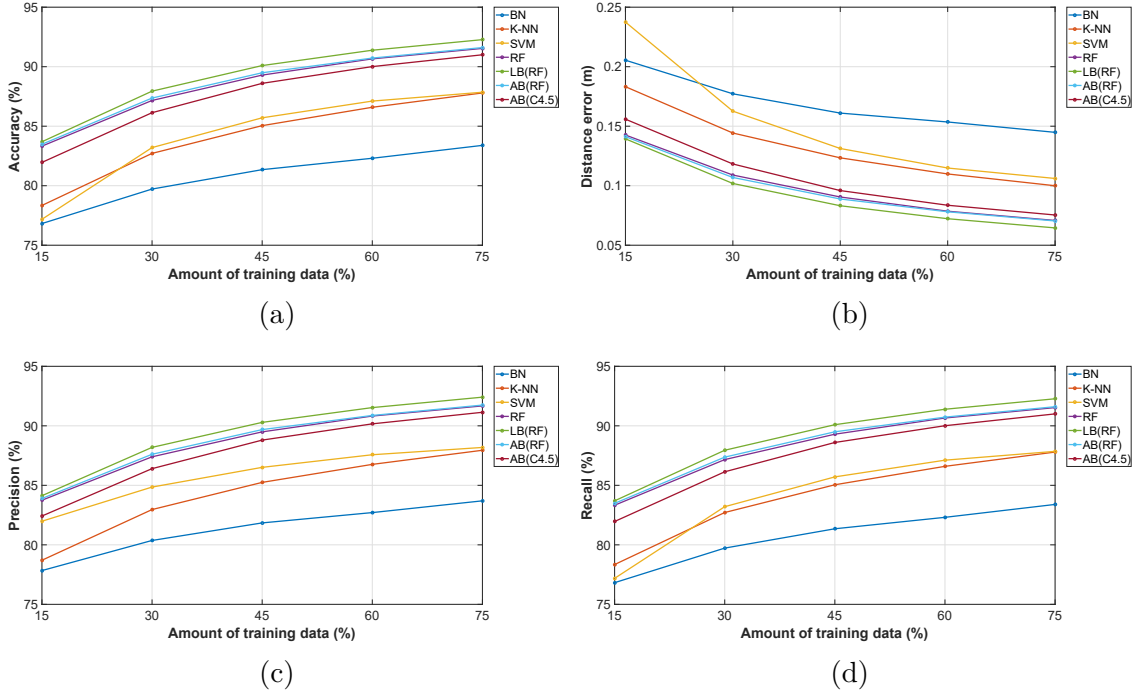 95
90
85
80
75
Accuracy (%)
15 30 45 60 75
Amount of training data (%)
BN
K-NN
SVM
RF
LB(RF)
AB(RF)
AB(C4.5)
(a)
0.25
0.2
0.15
0.1
0.05
Distance error (m)
15 30 45 60 75
Amount of training data (%)
BN
K-NN
SVM
RF
LB(RF)
AB(RF)
AB(C4.5)
(b)
95
90
85
80
75
Precision (%)
15 30 45 60 75
Amount of training data (%)
BN
K-NN
SVM
RF
LB(RF)
AB(RF)
AB(C4.5)
(c)
95
90
85
80
75
Recall (%)
15 30 45 60 75
Amount of training data (%)
BN
K-NN
SVM
RF
LB(RF)
AB(RF)
AB(C4.5)
(d)